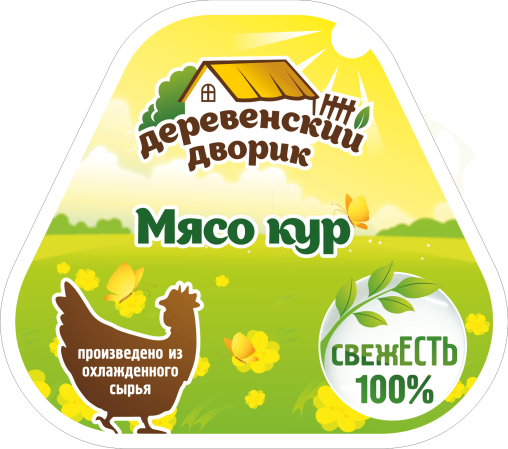 деревенский
дворик
Мясо кур
произведено из
охлажденного
сырья
свежЕСТЬ
100%